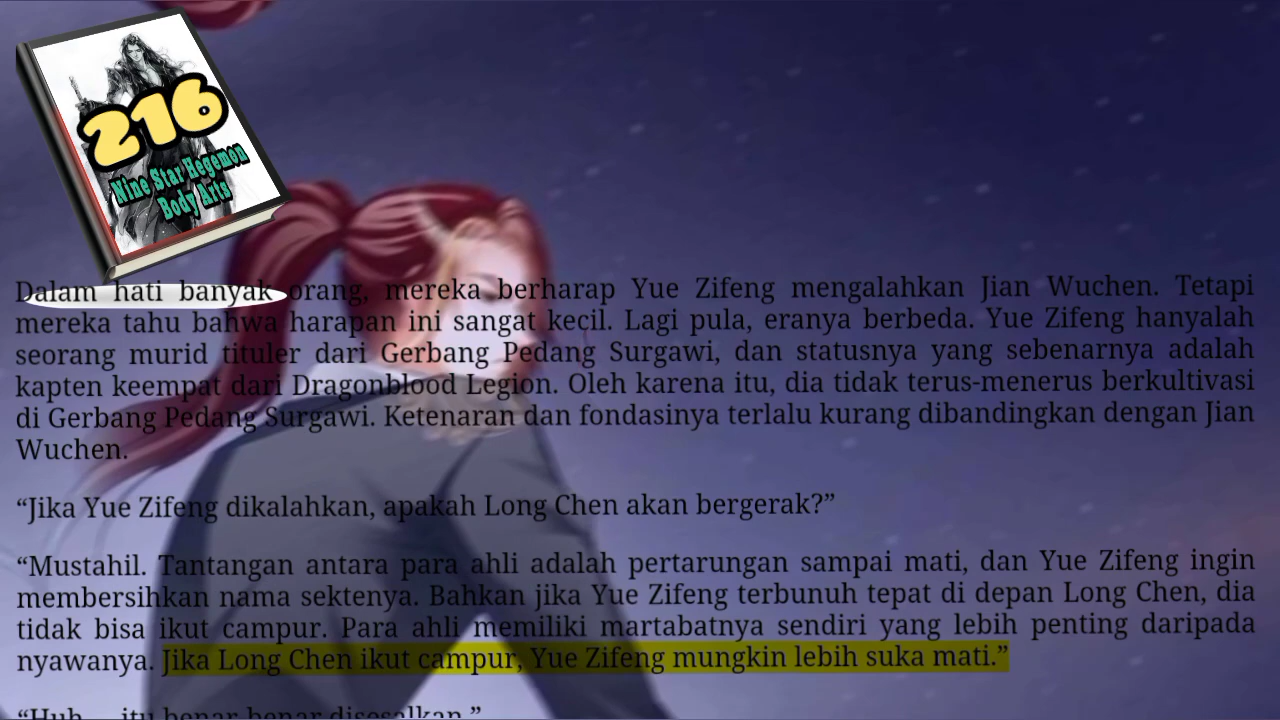 216
Nine Star Hegemon
Body Arts
Dalam hati banyak orang, mereka berharap Yue Zifeng mengalahkan Jian Wuchen. Tetapi
mereka tahu bahwa harapan ini sangat kecil. Lagi pula, eranya berbeda. Yue Zifeng hanyalah
seorang murid tituler dari Gerbang Pedang Surgawi, dan statusnya yang sebenarnya adalah
kapten keempat dari Dragonblood Legion. Oleh karena itu, dia tidak terus-menerus berkultivasi
di Gerbang Pedang Surgawi. Ketenaran dan fondasinya terlalu kurang dibandingkan dengan Jian
Wuchen.
“Jika Yue Zifeng dikalahkan, apakah Long Chen akan bergerak?”
“Mustahil. Tantangan antara para ahli adalah pertarungan sampai mati, dan Yue Zifeng ingin
membersihkan nama sektenya. Bahkan jika Yue Zifeng terbunuh tepat di depan Long Chen, dia
tidak bisa ikut campur. Para ahli memiliki martabatnya sendiri yang lebih penting daripada
nyawanya. Jika Long Chen ikut campur, Yue Zifeng mungkin lebih suka mati.”
“Huh... itu benar-benar disesalkan.”